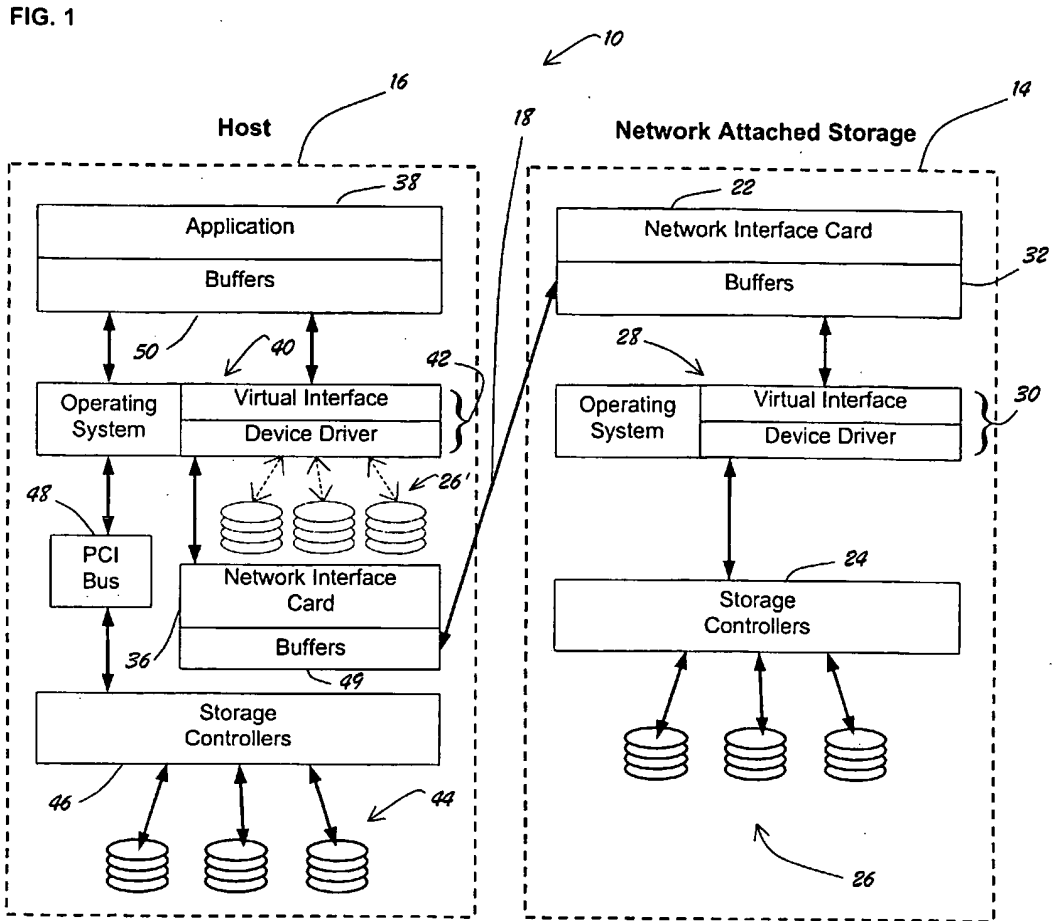 FIG. 1
10
16
18
14
Host
Network Attached Storage
38
Application
Buffers
50
40
42
Operating
System
Virtual Interface
Device Driver
26'
48
PCI
Bus
Network Interface
Card
Buffers
36
49
Storage
Controllers
46
44
22
Network Interface Card
Buffers
32
28
Operating
System
Virtual Interface
Device Driver
30
24
Storage
Controllers
26